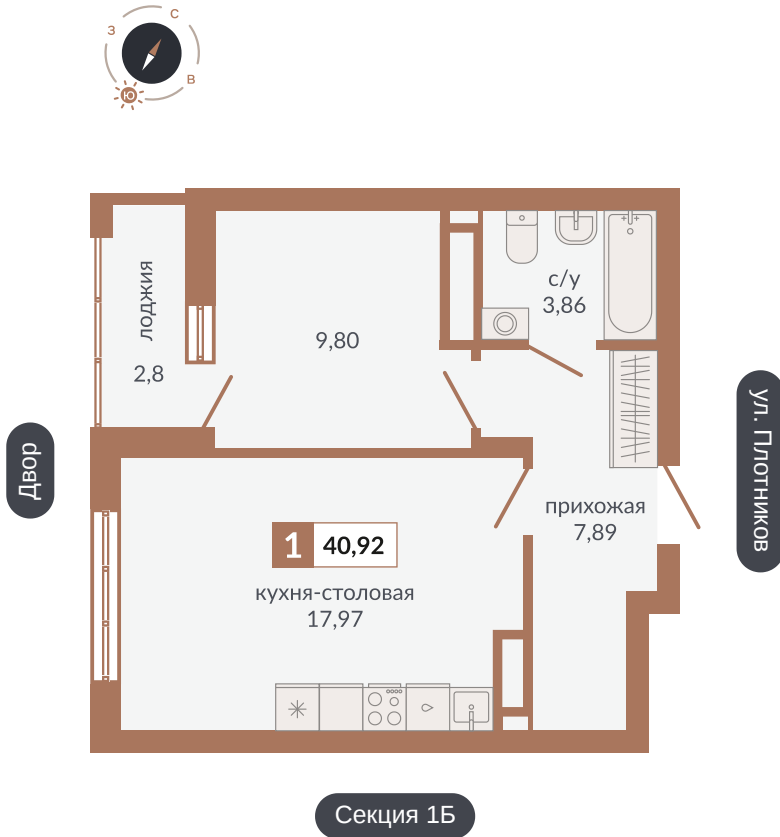 С
З
В
Ю
лоджия
2,8
9,80
с/у
3,86
Двор
ул. Плотников
прихожая
7,89
1 40,92
кухня-столовая
17,97
Секция 1Б